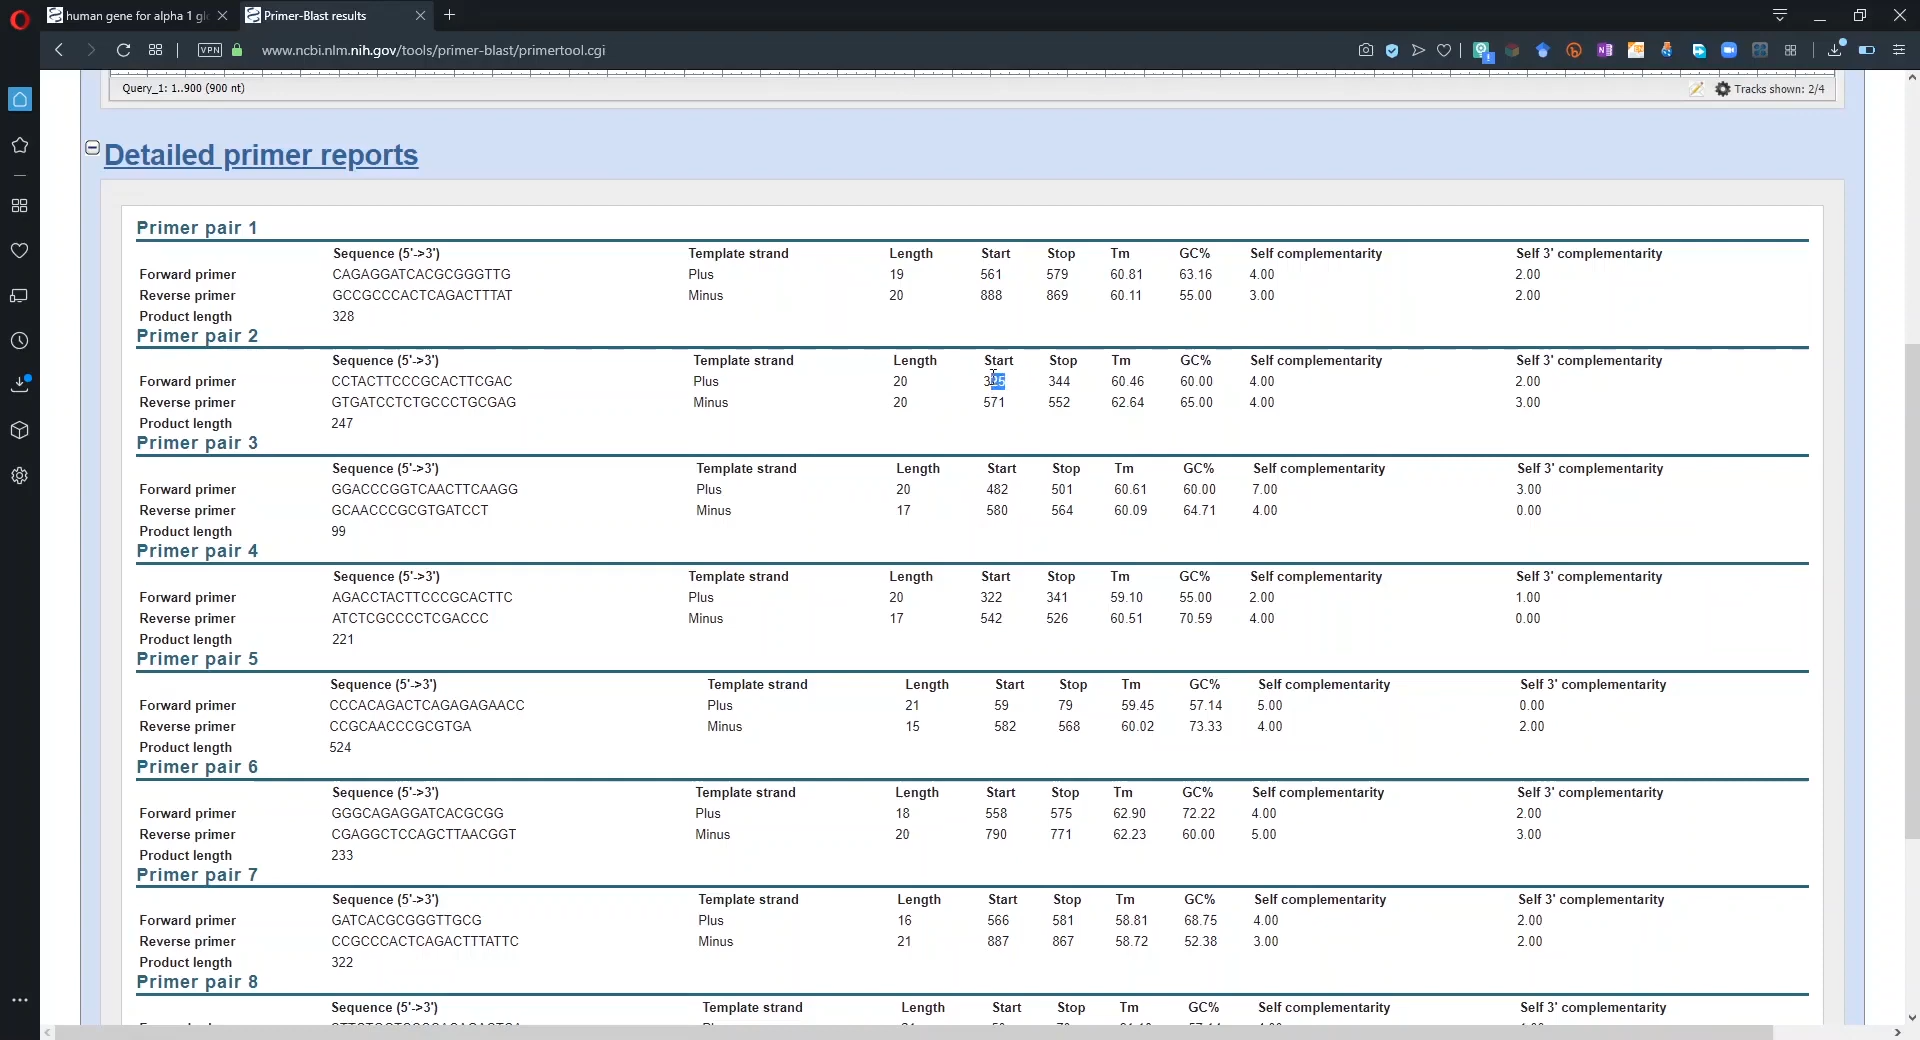 human gene for alpha 1 gl
Primer-Blast results
VPN
www.ncbi.nlm.nih.gov/tools/primer-blast/primertool.cgi
Query_1: 1..900 (900 nt)
Tracks shown: 2/4
Detailed primer reports
Primer pair 1
Sequence (5'->3') Template strand Length Start Stop Tm GC% Self complementarity Self 3' complementarity
Forward primer CAGAGGATCACGCGGGTTG Plus 19 561 579 60.81 63.16 4.00 2.00
Reverse primer GCCGCCCACTCAGACTTTAT Minus 20 888 869 60.11 55.00 3.00 2.00
Product length 328
Primer pair 2
Sequence (5'->3') Template strand Length Start Stop Tm GC% Self complementarity Self 3' complementarity
Forward primer CCTACTTCCCGCACTTCGAC Plus 20 325 344 60.46 60.00 4.00 2.00
Reverse primer GTGATCCTCTGCCCTGCGAG Minus 20 571 552 62.64 65.00 4.00 3.00
Product length 247
Primer pair 3
Sequence (5'->3') Template strand Length Start Stop Tm GC% Self complementarity Self 3' complementarity
Forward primer GGACCCGGTCAACTTCAAGG Plus 20 482 501 60.61 60.00 7.00 3.00
Reverse primer GCAACCCGCGTGATCCT Minus 17 580 564 60.09 64.71 4.00 0.00
Product length 99
Primer pair 4
Sequence (5'->3') Template strand Length Start Stop Tm GC% Self complementarity Self 3' complementarity
Forward primer AGACCTACTTCCCGCACTTC Plus 20 322 341 59.10 55.00 2.00 1.00
Reverse primer ATCTCGCCCCTCGACCC Minus 17 542 526 60.51 70.59 4.00 0.00
Product length 221
Primer pair 5
Sequence (5'->3') Template strand Length Start Stop Tm GC% Self complementarity Self 3' complementarity
Forward primer CCCACAGACTCAGAGAGAACC Plus 21 59 79 59.45 57.14 5.00 0.00
Reverse primer CCGCAACCCGCGTGA Minus 15 582 568 60.02 73.33 4.00 2.00
Product length 524
Primer pair 6
Sequence (5'->3') Template strand Length Start Stop Tm GC% Self complementarity Self 3' complementarity
Forward primer GGGCAGAGGATCACGCGG Plus 18 558 575 62.90 72.22 4.00 2.00
Reverse primer CGAGGCTCCAGCTTAACGGT Minus 20 790 771 62.23 60.00 5.00 3.00
Product length 233
Primer pair 7
Sequence (5'->3') Template strand Length Start Stop Tm GC% Self complementarity Self 3' complementarity
Forward primer GATCACGCGGGTTGCG Plus 16 566 581 58.81 68.75 4.00 2.00
Reverse primer CCGCCCACTCAGACTTTATTC Minus 21 887 867 58.72 52.38 3.00 2.00
Product length 322
Primer pair 8
Sequence (5'->3') Template strand Length Start Stop Tm GC% Self complementarity Self 3' complementarity